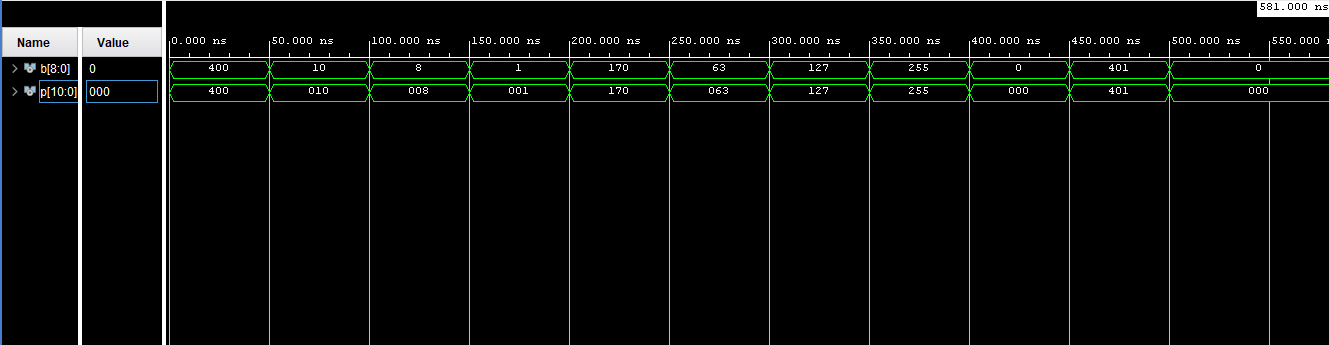 581.000 ns
Name Value
0.000 ns 50.000 ns 100.000 ns 150.000 ns 200.000 ns 250.000 ns 300.000 ns 350.000 ns 400.000 ns 450.000 ns 500.000 ns 550.000 ns
b[8:0] 0 400 10 8 1 170 63 127 255 0 401 0
p[10:0] 000 400 010 008 001 170 063 127 255 000 401 000